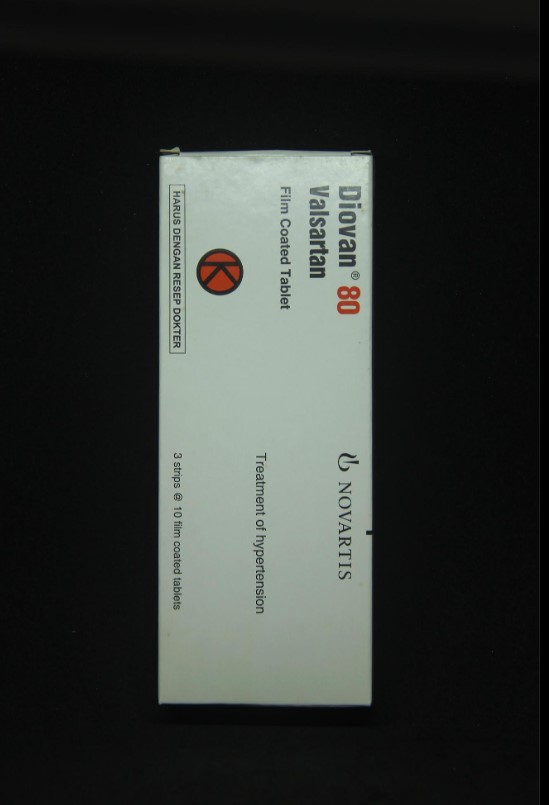 Diovan® 80
Valsartan
Film Coated Tablet
K
HARUS DENGAN RESEP DOKTER
NOVARTIS
Treatment of hypertension
3 strips @ 10 film coated tablets